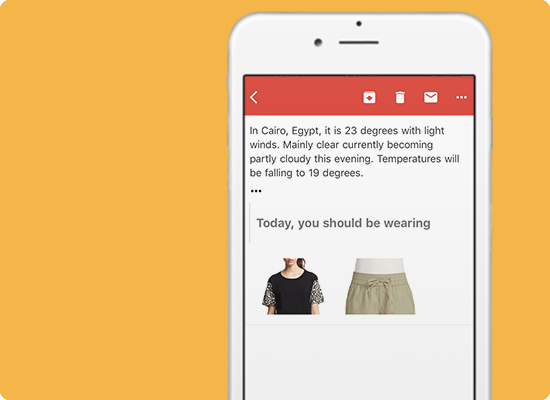 In Cairo, Egypt, it is 23 degrees with light
winds. Mainly clear currently becoming
partly cloudy this evening. Temperatures will
be falling to 19 degrees.
•••
Today, you should be wearing